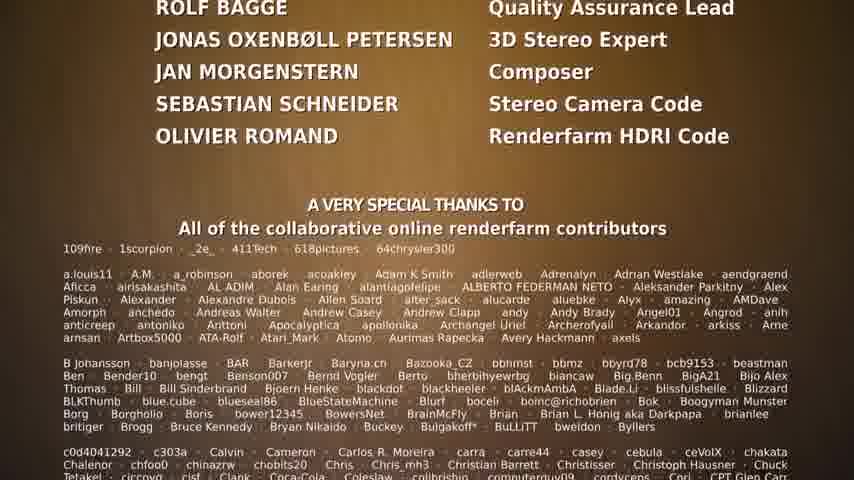 ROLF BAGGE Quality Assurance Lead
JONAS OXENBØLL PETERSEN 3D Stereo Expert
JAN MORGENSTERN Composer
SEBASTIAN SCHNEIDER Stereo Camera Code
OLIVIER ROMAND Renderfarm HDRI Code
A VERY SPECIAL THANKS TO
All of the collaborative online renderfarm contributors
109fire · 1scorpion · _2e_ · 411Tech · 618pictures · 64chrysler300
a.louis11 · A.M. · a_robinson · aborek · acoakley · Adam K Smith · adlerweb · Adrenalyn · Adrian Westlake · aendgraend
Aficca · airisakashita · AL ADIM · Alan Earing · alantiagofelipe · ALBERTO FEDERMAN NETO · Aleksander Parkitny · Alex
Piskun · Alexander · Alexandre Dubois · Allen Soard · alter_sack · alucarde · aluebke · Alyx · amazing · AMDave
Amorph · anchedo · Andreas Walter · Andrew Casey · Andrew Clapp · andy · Andy Brady · Angel01 · Angrod · anih
anticreep · antoniko · Anttoni · Apocalyptica · apollonika · Archangel Uriel · Archerofyall · Arkandor · arkiss · Arne
arnsan · Artbox5000 · ATA-Rolf · Atari_Mark · Atomo · Aurimas Rapecka · Avery Hackmann · axels
B Johansson · banjolasse · BAR · BarkerJr · Baryna.cn · Bazooka_CZ · bbhmst · bbmz · bbyrd78 · bcb9153 · beastman
Ben · Bender10 · bengt · Benson007 · Bernd Vogler · Berto · bherbihyewrbg · biancaw · Big.Benn · BigA21 · Bijo Alex
Thomas · Bill · Bill Sinderbrand · Bjoern Henke · blackdot · blackheeler · blAckmAmbA · Blade.Li · blissfulshelle · Blizzard
BLKThumb · blue.cube · blueseal86 · BlueStateMachine · Blurf · boceli · boinc@richobrien · Bok · Boogyman Munster
Borg · Borgholio · Boris · bower12345 · BowersNet · BrainMcFly · Brian · Brian L. Honig aka Darkpapa · brianlee
britiger · Brogg · Bruce Kennedy · Bryan Nikaido · Buckey · Bulgakoff* · BuLLiTT · bweldon · Byllers
c0d4041292 · c303a · Calvin · Cameron · Carlos R. Moreira · carra · carre44 · casey · cebula · ceVoIX · chakata
Chalenor · chfoo0 · chinazrw · chobits20 · Chris · Chris_mh3 · Christian Barrett · Christisser · Christoph Hausner · Chuck